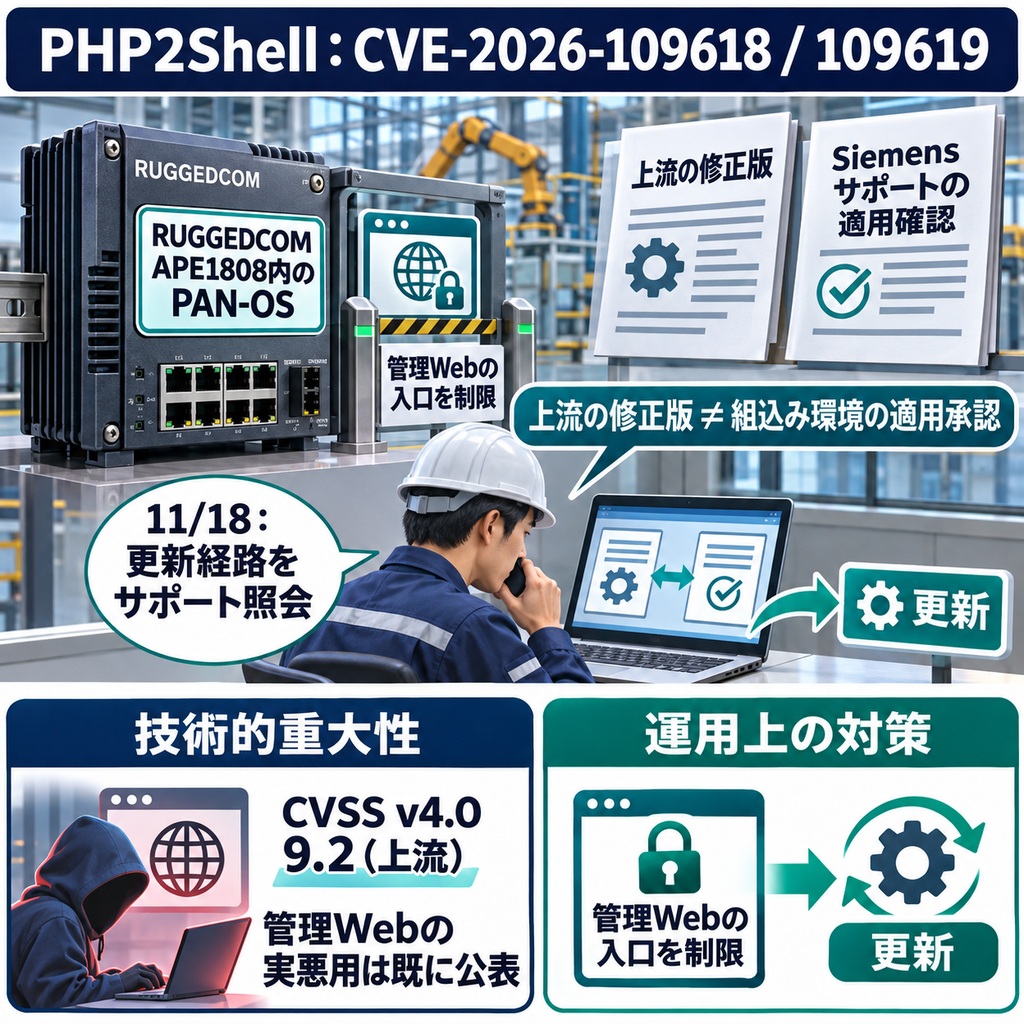 PHP2Shell：CVE-2026-109618 / 109619
RUGGEDCOM
RUGGEDCOM
APE1808内の
PAN-OS
管理Webの
入口を制限
上流の修正版
Siemens
サポートの
適用確認
上流の修正版 ≠ 組込み環境の適用承認
11/18：
更新経路を
サポート照会
更新
技術的重大性
CVSS v4.0
9.2（上流）
管理Webの
実悪用は既に公表
運用上の対策
管理Webの
入口を制限
更新